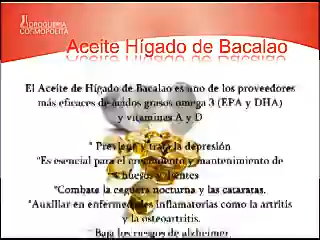 DROGUERIA
COSMOPOLITA
Aceite Hígado de Bacalao
El Aceite de Hígado de Bacalao es uno de los proveedores
más eficaces de ácidos grasos omega 3 (EPA y DHA)
y vitaminas A y D
* Previene y trata la depresión
*Es esencial para el crecimiento y mantenimiento de
huesos y dientes
*Combate la ceguera nocturna y las cataratas.
*Auxiliar en enfermedades inflamatorias como la artritis
y la osteoartritis.
Baja los riesgos de alzheimer